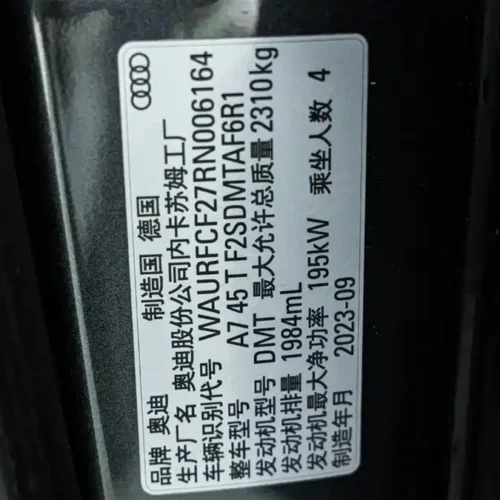 品牌 奥迪 制造国 德国
生产厂名 奥迪股份公司内卡苏姆工厂
车辆识别代号 WAURFCF27RN006164
整车型号 A7 45 T F2SDMTAF6R1
发动机型号 DMT 最大允许总质量 2310kg
发动机排量 1984mL
发动机最大净功率 195kW 乘坐人数 4
制造年月 2023-09